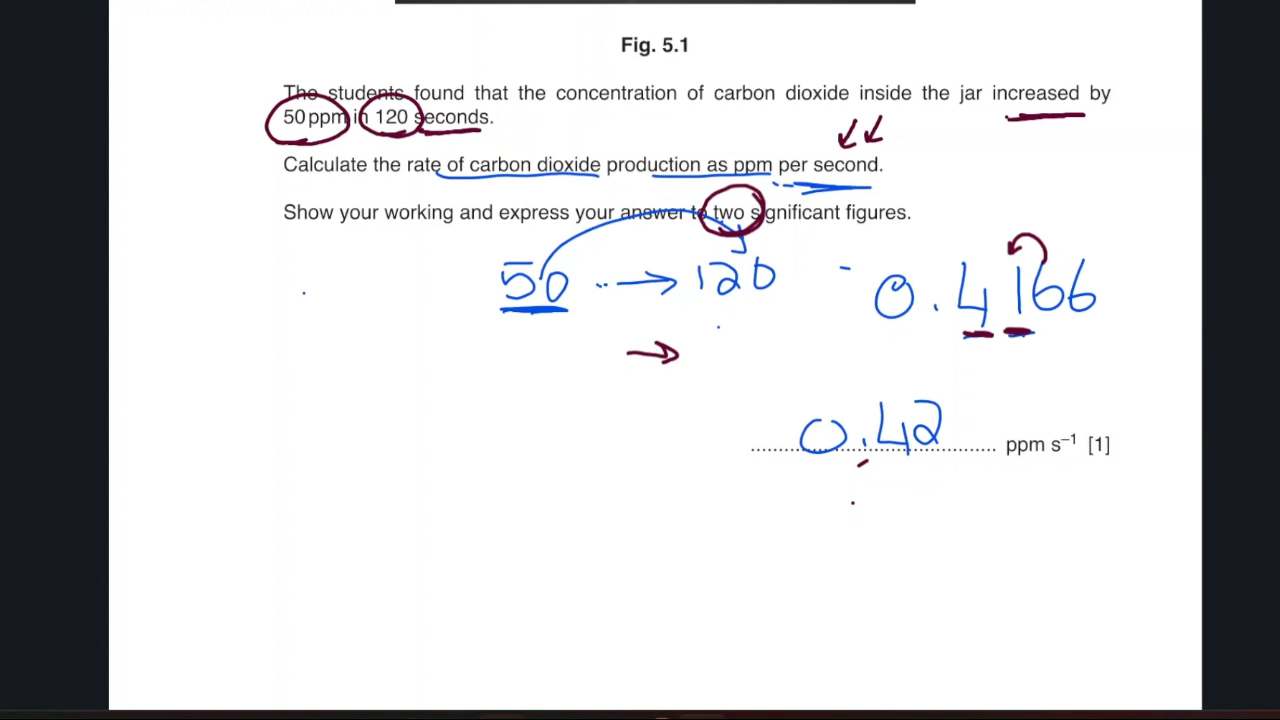 Fig. 5.1
The students found that the concentration of carbon dioxide inside the jar increased by
50 ppm in 120 seconds.
Calculate the rate of carbon dioxide production as ppm per second.
Show your working and express your answer to two significant figures.
50 → 120 - 0.4166
0.42 ppm s⁻¹ [1]